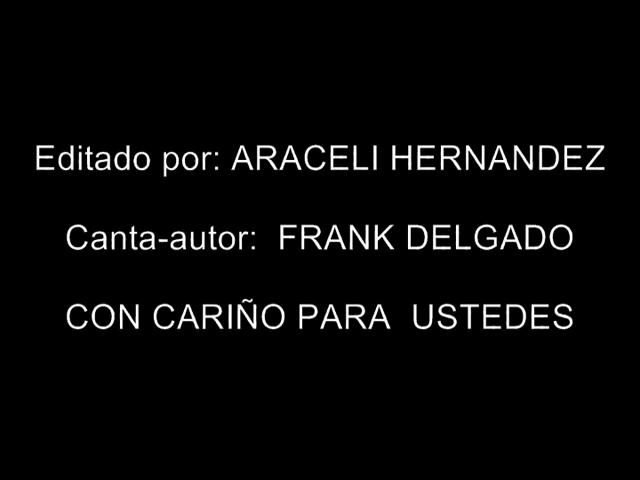 Editado por: ARACELI HERNANDEZ
Canta-autor:  FRANK DELGADO
CON CARIÑO PARA  USTEDES